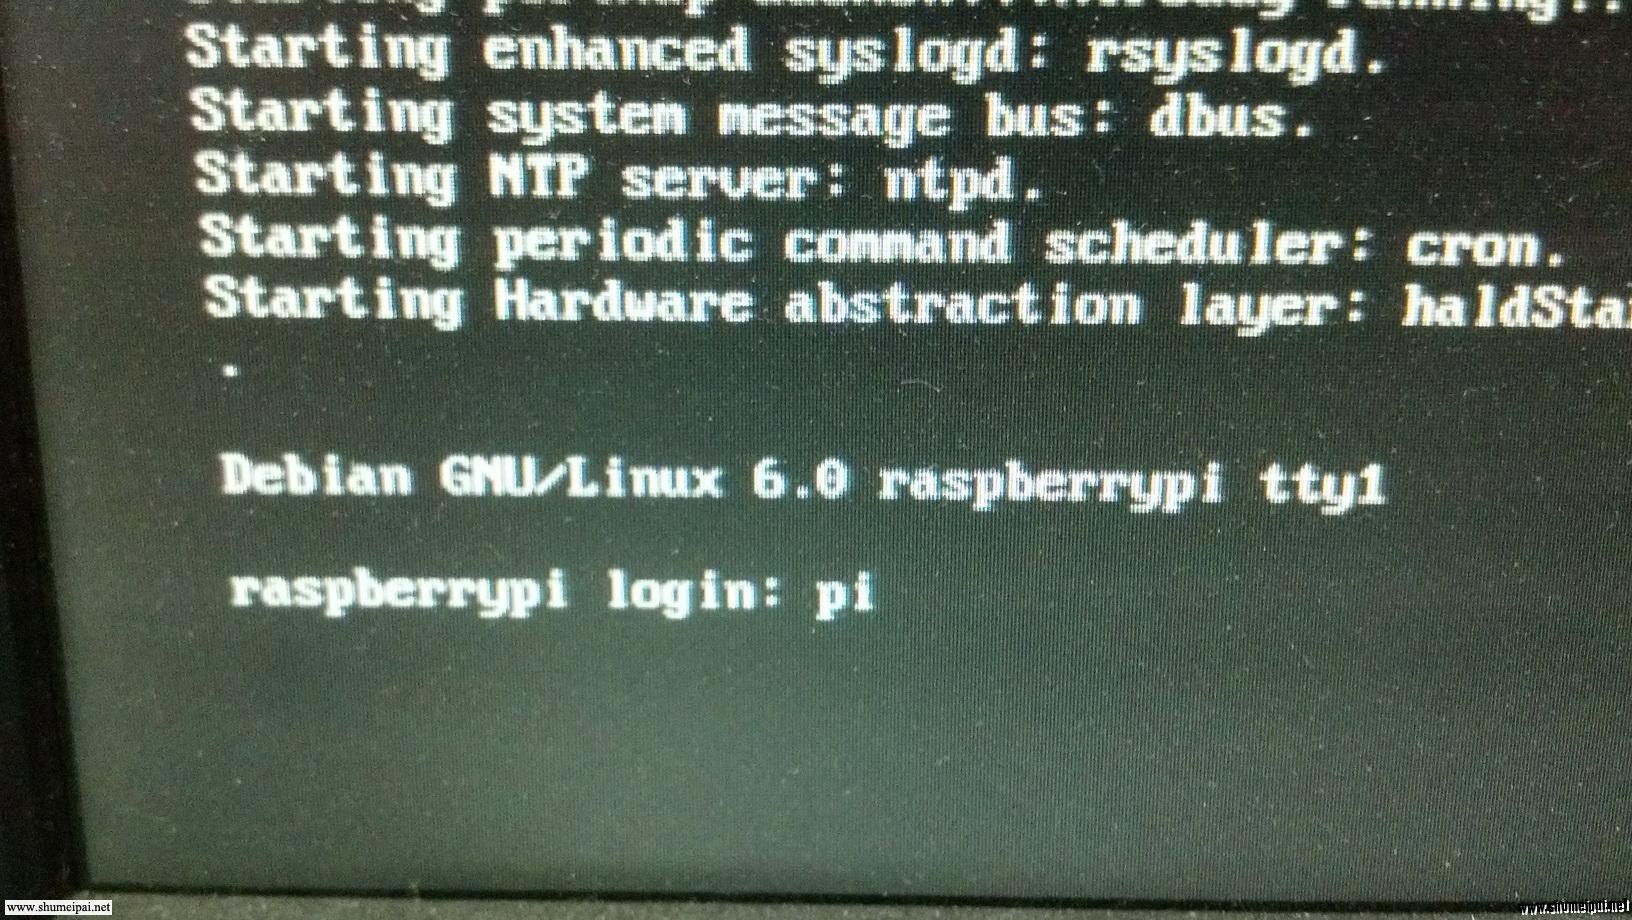 Starting enhanced syslogd: rsyslogd.
Starting system message bus: dbus.
Starting NTP server: ntpd.
Starting periodic command scheduler: cron.
Starting Hardware abstraction layer: haldSta
.
Debian GNU/Linux 6.0 raspberrypi tty1
raspberrypi login: pi
www.shumeipai.net
www.shumeipai.net